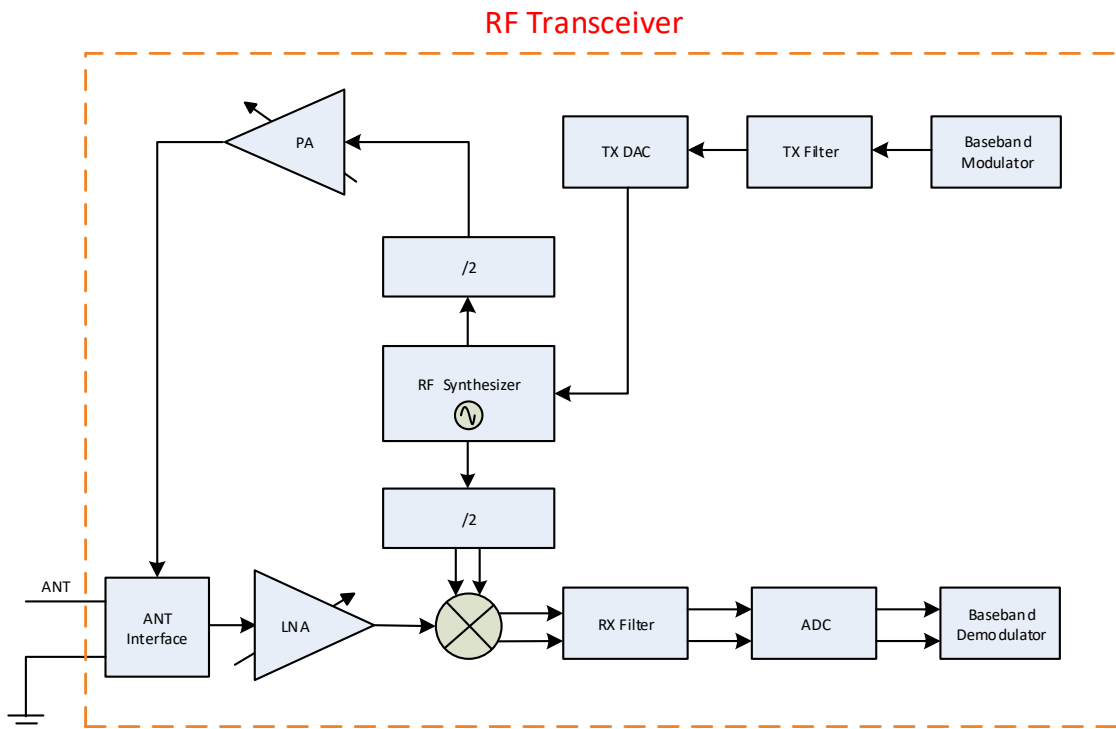 RF Transceiver
PA
TX DAC
TX Filter
Baseband
Modulator
/2
RF Synthesizer
/2
ANT
ANT
Interface
LNA
RX Filter
ADC
Baseband
Demodulator